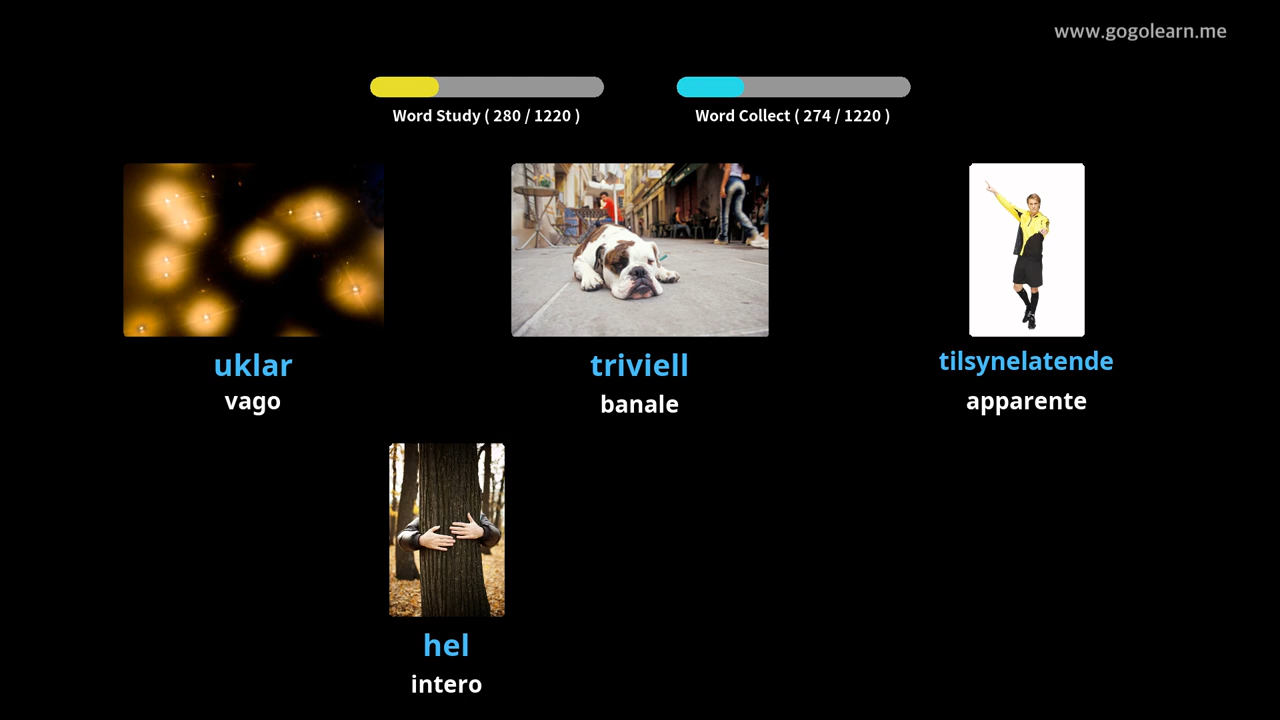 www.gogolearn.me
Word Study ( 280 / 1220 )
Word Collect ( 274 / 1220 )
uklar
vago
triviell
banale
tilsynelatende
apparente
hel
intero